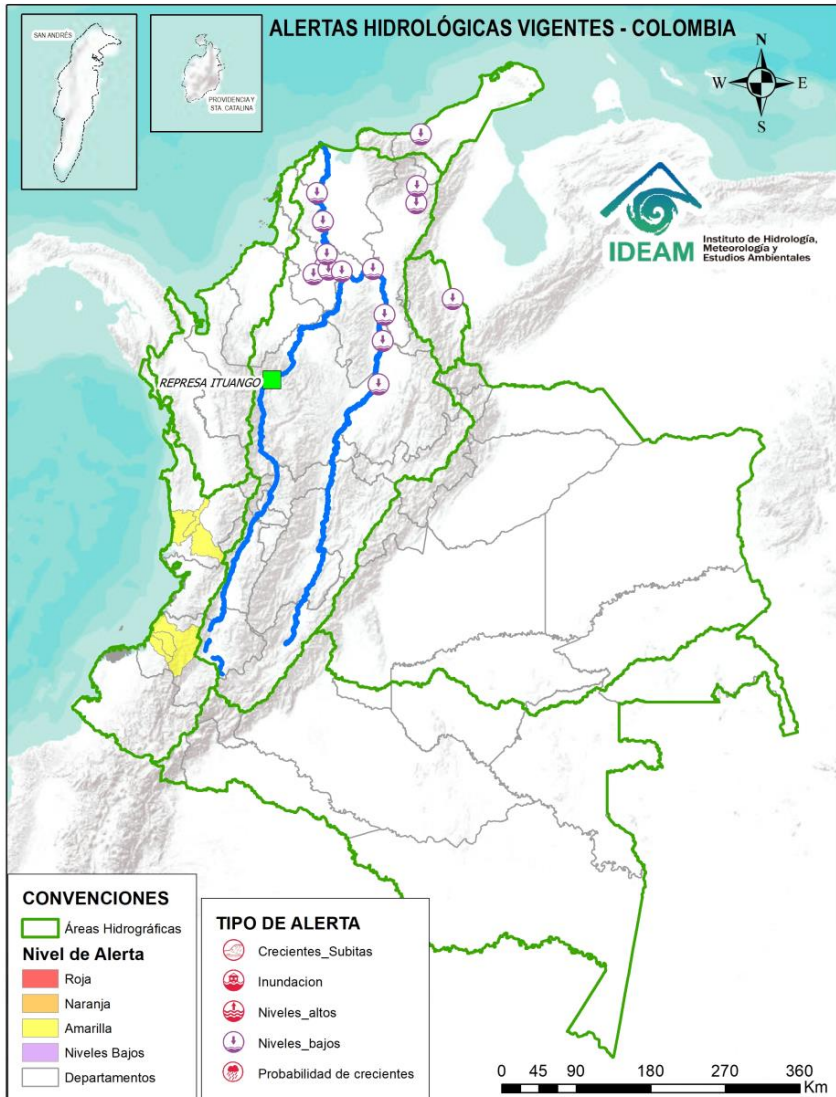 ALERTAS HIDROLÓGICAS VIGENTES - COLOMBIA
SAN ANDRÉS
PROVIDENCIA Y
STA. CATALINA
N
W
E
S
IDEAM
Instituto de Hidrología,
Meteorología y
Estudios Ambientales
REPRESA ITUANGO
CONVENCIONES
Áreas Hidrográficas
Nivel de Alerta
Roja
Naranja
Amarilla
Niveles Bajos
Departamentos
TIPO DE ALERTA
Crecientes_Subitas
Inundacion
Niveles_altos
Niveles_bajos
Probabilidad de crecientes
0 45 90 180 270 360
Km